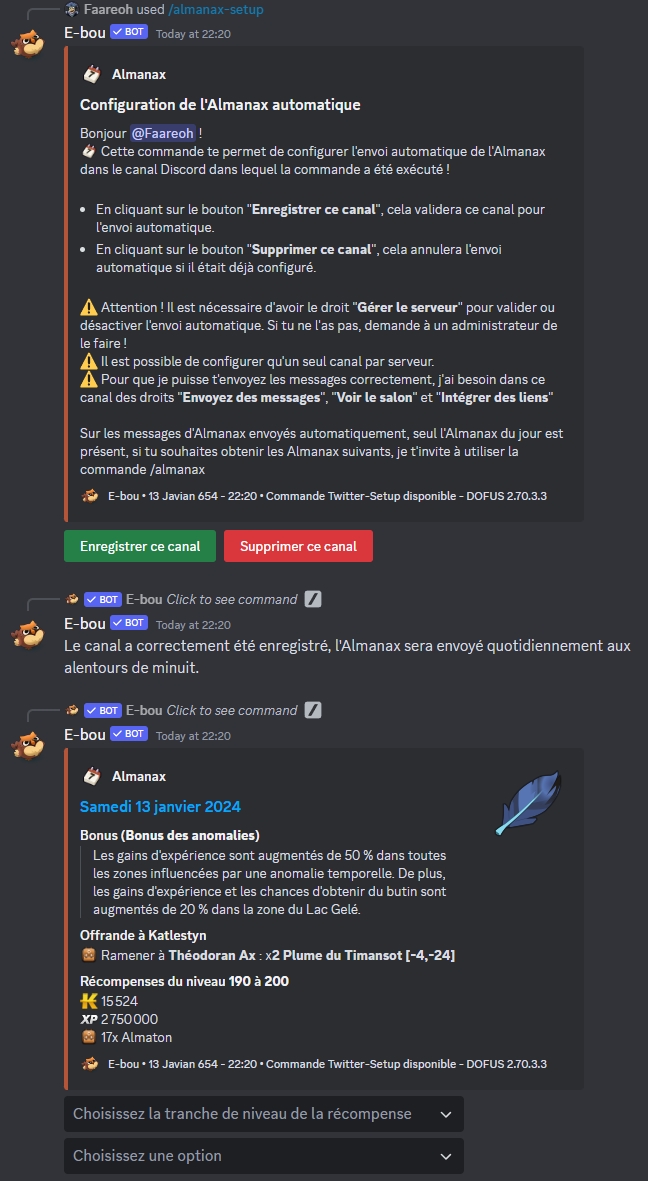 Faareoh used /almanax-setup
E-bou ✓ BOT Today at 22:20
Almanax
Configuration de l'Almanax automatique
Bonjour @Faareoh !
Cette commande te permet de configurer l'envoi automatique de l'Almanax
dans le canal Discord dans lequel la commande a été exécuté !
• En cliquant sur le bouton "Enregistrer ce canal", cela validera ce canal pour
l'envoi automatique.
• En cliquant sur le bouton "Supprimer ce canal", cela annulera l'envoi
automatique si il était déjà configuré.
⚠️ Attention ! Il est nécessaire d'avoir le droit "Gérer le serveur" pour valider ou
désactiver l'envoi automatique. Si tu ne l'as pas, demande à un administrateur de
le faire !
⚠️ Il est possible de configurer qu'un seul canal par serveur.
⚠️ Pour que je puisse t'envoyez les messages correctement, j'ai besoin dans ce
canal des droits "Envoyez des messages", "Voir le salon" et "Intégrer des liens"
Sur les messages d'Almanax envoyés automatiquement, seul l'Almanax du jour est
présent, si tu souhaites obtenir les Almanax suivants, je t'invite à utiliser la
commande /almanax
E-bou • 13 Javian 654 - 22:20 • Commande Twitter-Setup disponible - DOFUS 2.70.3.3
Enregistrer ce canal Supprimer ce canal
✓ BOT E-bou Click to see command
E-bou ✓ BOT Today at 22:20
Le canal a correctement été enregistré, l'Almanax sera envoyé quotidiennement aux
alentours de minuit.
✓ BOT E-bou Click to see command
E-bou ✓ BOT Today at 22:20
Almanax
Samedi 13 janvier 2024
Bonus (Bonus des anomalies)
Les gains d'expérience sont augmentés de 50 % dans toutes
les zones influencées par une anomalie temporelle. De plus,
les gains d'expérience et les chances d'obtenir du butin sont
augmentés de 20 % dans la zone du Lac Gelé.
Offrande à Katlestyn
Ramener à Théodoran Ax : x2 Plume du Timansot [-4,-24]
Récompenses du niveau 190 à 200
K 15 524
XP 2 750 000
17x Almaton
E-bou • 13 Javian 654 - 22:20 • Commande Twitter-Setup disponible - DOFUS 2.70.3.3
Choisissez la tranche de niveau de la récompense
Choisissez une option